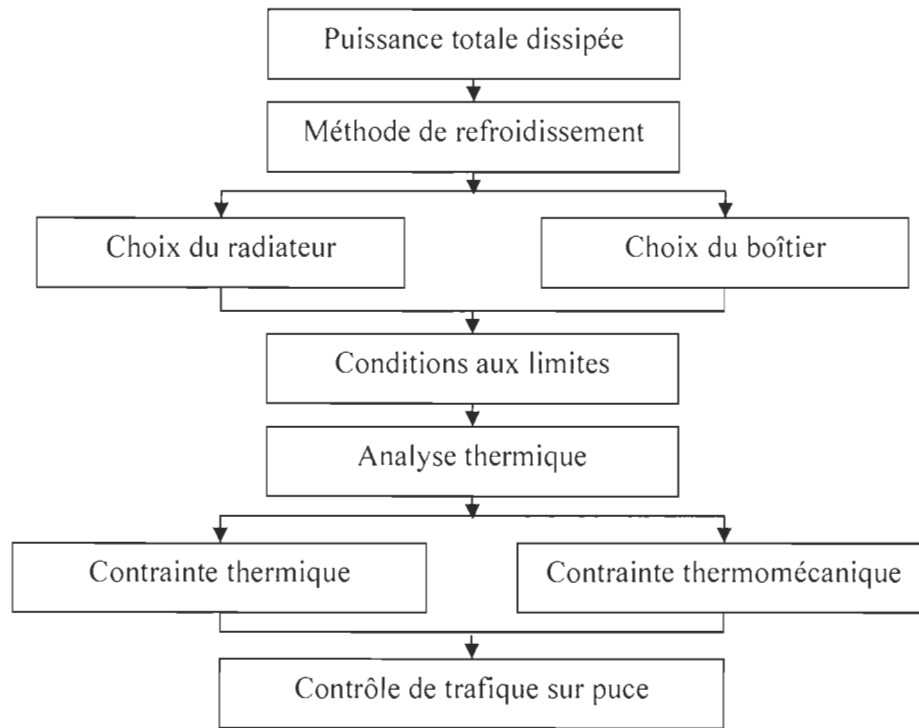 Puissance totale dissipée
Méthode de refroidissement
Choix du radiateur
Choix du boîtier
Conditions aux limites
Analyse thermique
Contrainte thermique
Contrainte thermomécanique
Contrôle de trafique sur puce